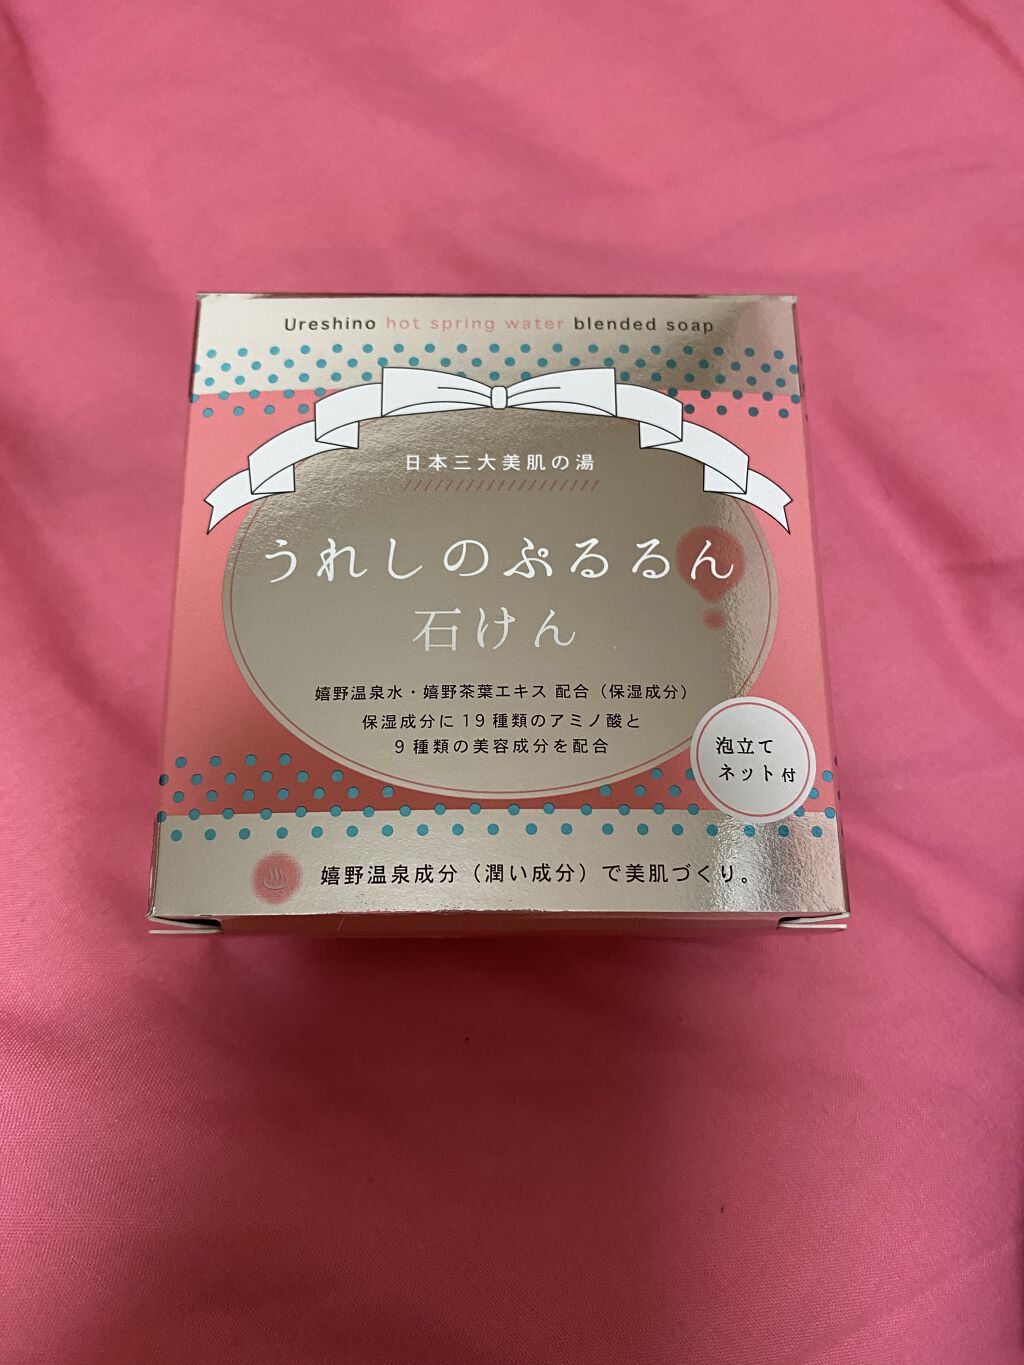 Ureshino hot spring water blended soap
日本三大美肌の湯
うれしのぷるるん
石けん
嬉野温泉水・嬉野茶葉エキス 配合（保湿成分）
保湿成分に19種類のアミノ酸と
9種類の美容成分を配合
泡立て
ネット付
嬉野温泉成分（潤い成分）で美肌づくり。